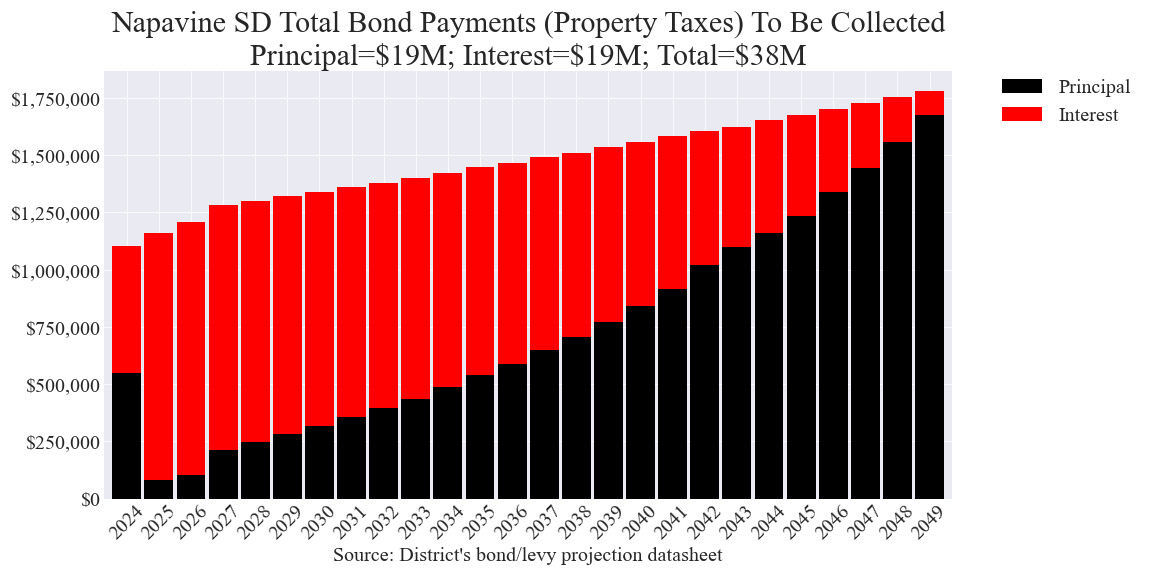 Napavine SD Total Bond Payments (Property Taxes) To Be Collected
Principal=$19M; Interest=$19M; Total=$38M
Principal
Interest
$1,750,000
$1,500,000
$1,250,000
$1,000,000
$750,000
$500,000
$250,000
$0
2024 2025 2026 2027 2028 2029 2030 2031 2032 2033 2034 2035 2036 2037 2038 2039 2040 2041 2042 2043 2044 2045 2046 2047 2048 2049
Source: District's bond/levy projection datasheet